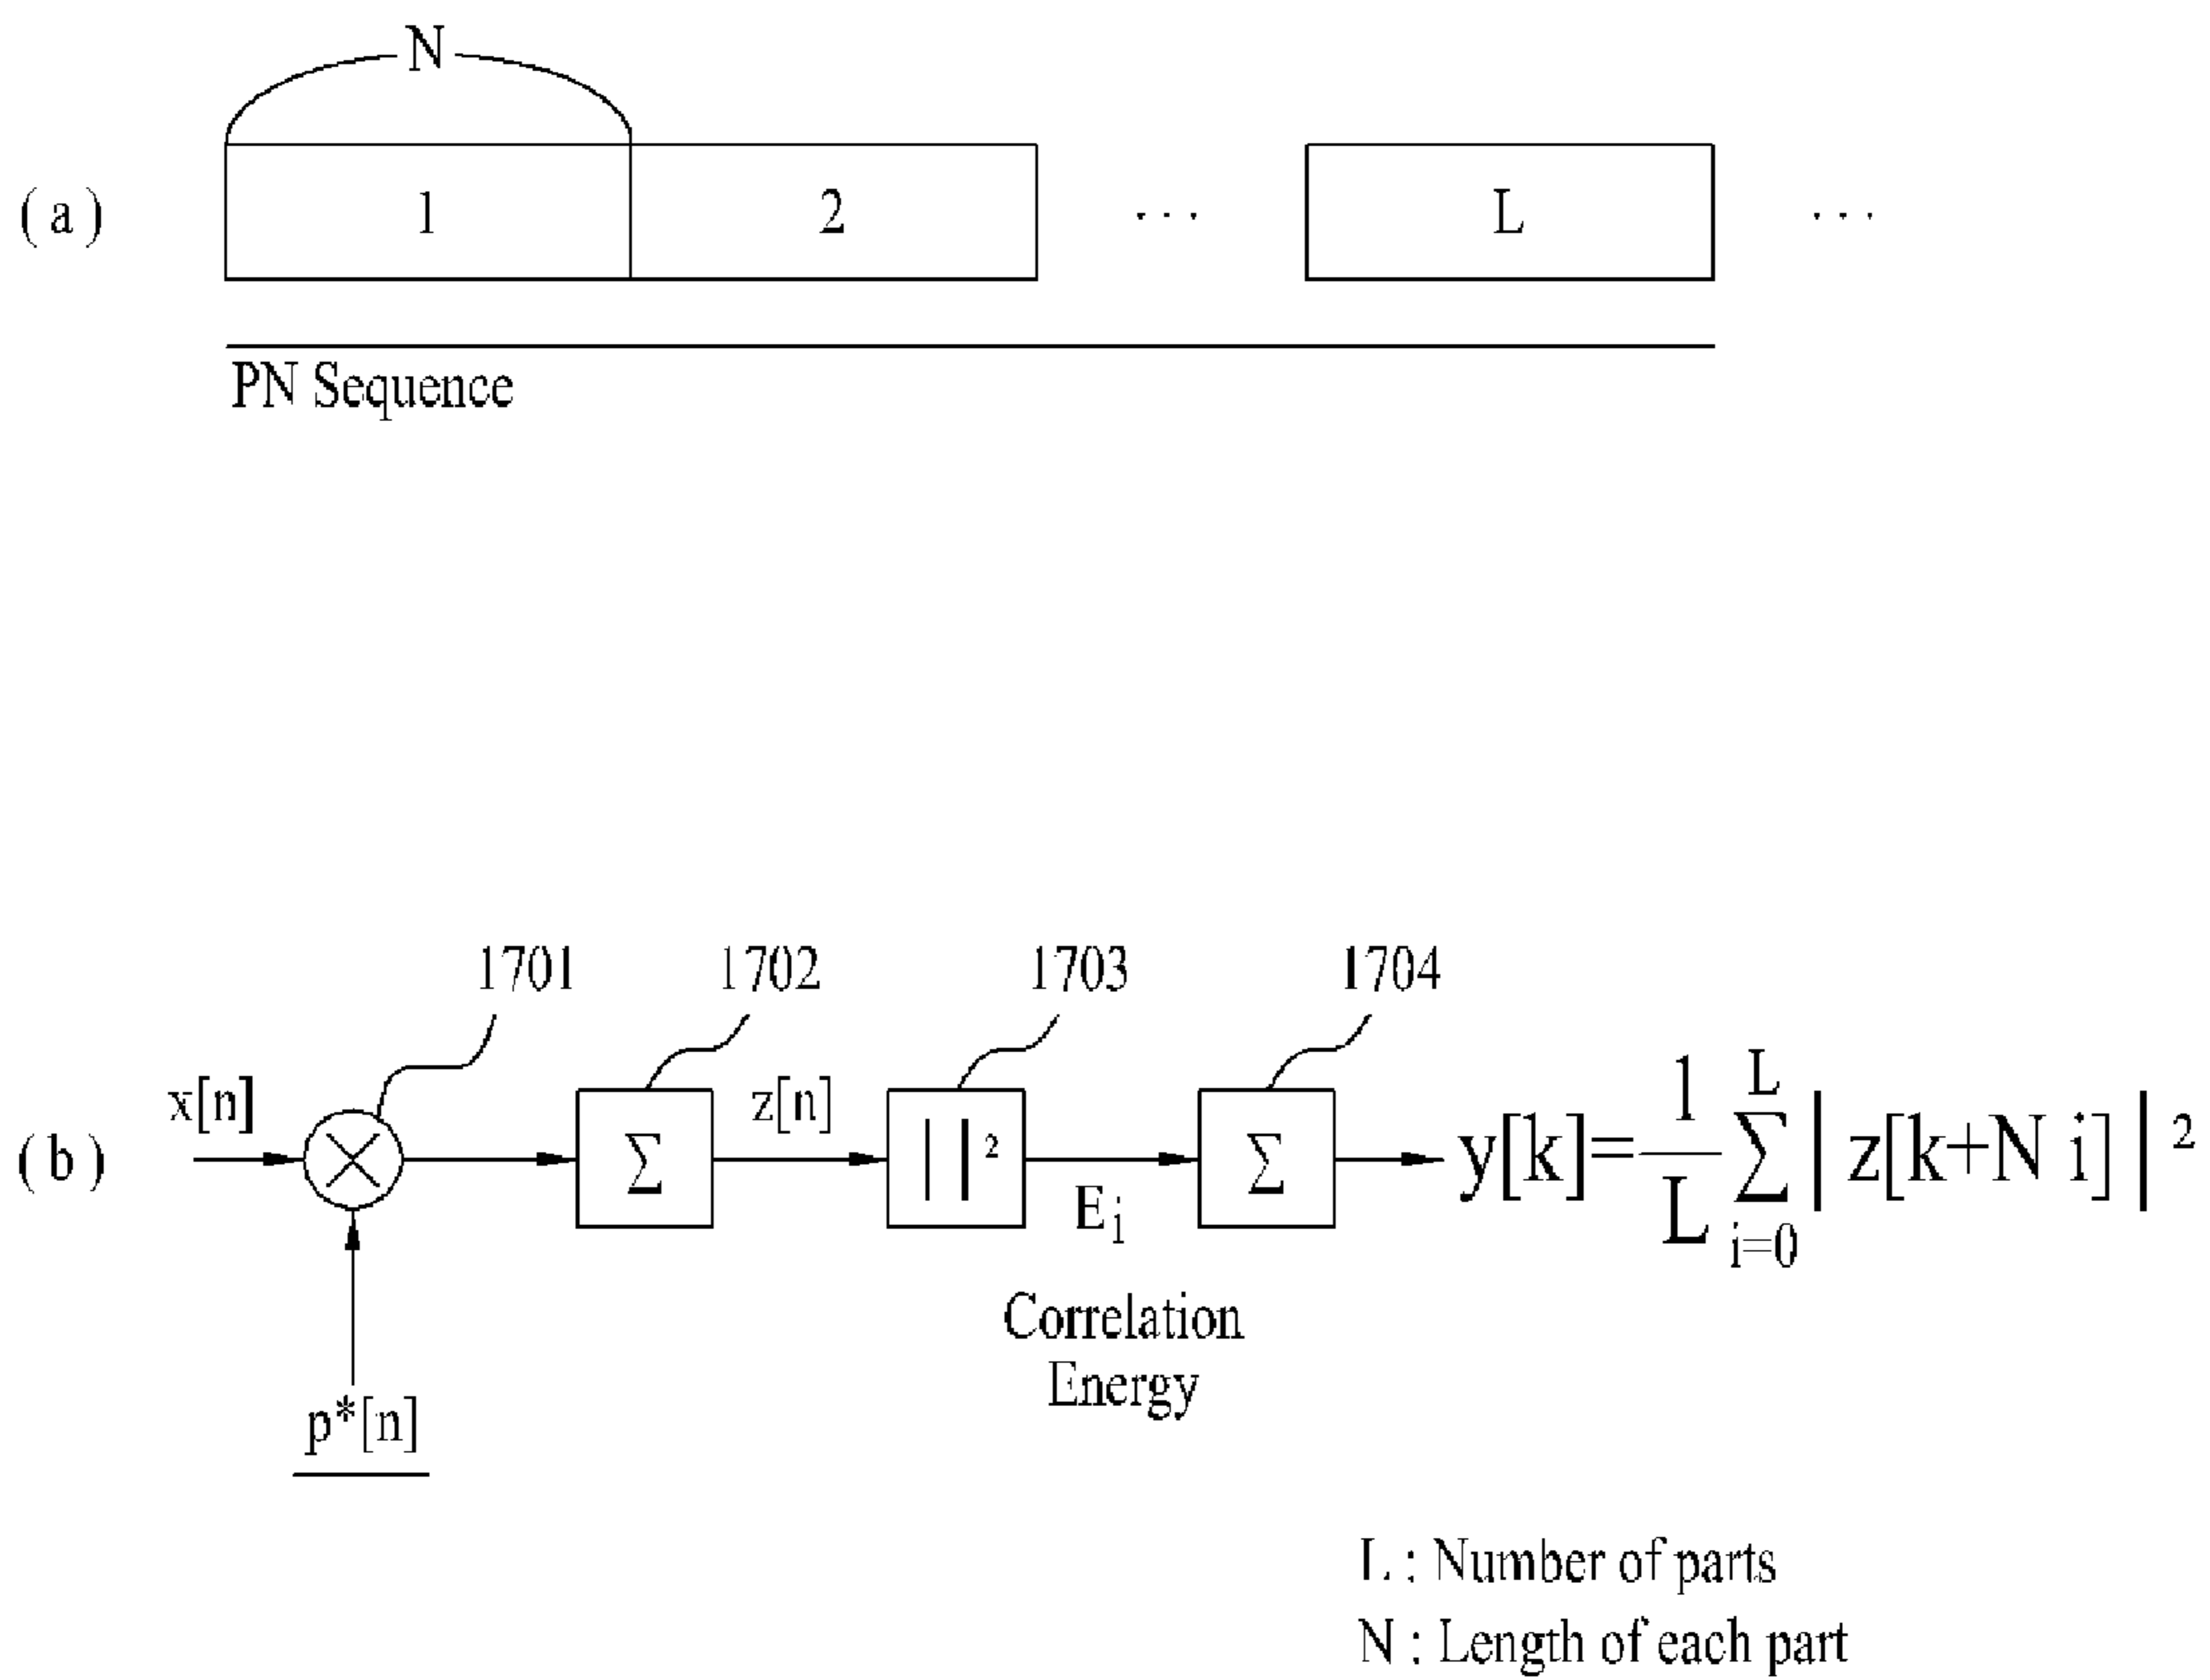 N
(a)
1
2
...
L
...
PN Sequence
1701
1702
1703
1704
(b)
x[n]
Σ
z[n]
| |²
E_i
Σ
y[k]=1/L Σ_{i=0}^{L} | z[k+N i] |²
Correlation
Energy
p*[n]
L : Number of parts
N : Length of each part